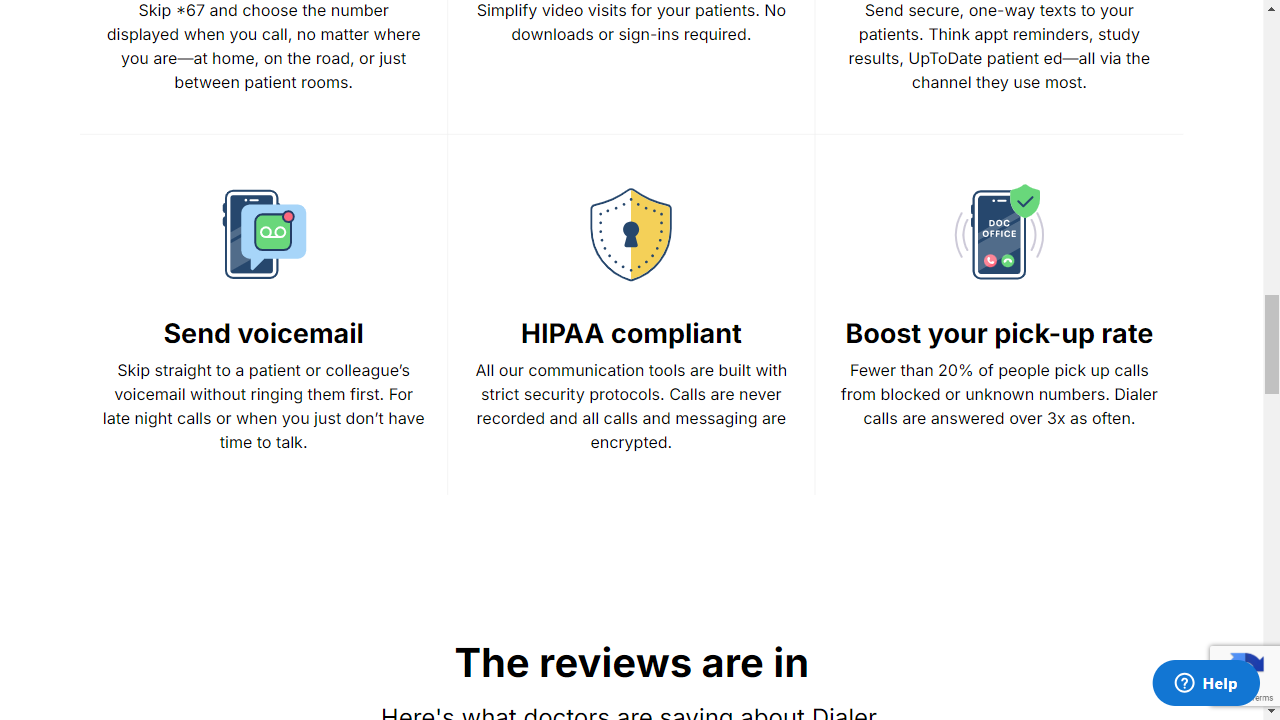 Skip *67 and choose the number
displayed when you call, no matter where
you are—at home, on the road, or just
between patient rooms.
Simplify video visits for your patients. No
downloads or sign-ins required.
Send secure, one-way texts to your
patients. Think appt reminders, study
results, UpToDate patient ed—all via the
channel they use most.
DOC
OFFICE
Send voicemail
Skip straight to a patient or colleague’s
voicemail without ringing them first. For
late night calls or when you just don’t have
time to talk.
HIPAA compliant
All our communication tools are built with
strict security protocols. Calls are never
recorded and all calls and messaging are
encrypted.
Boost your pick-up rate
Fewer than 20% of people pick up calls
from blocked or unknown numbers. Dialer
calls are answered over 3x as often.
The reviews are in
Here's what doctors are saying about Dialer
Help